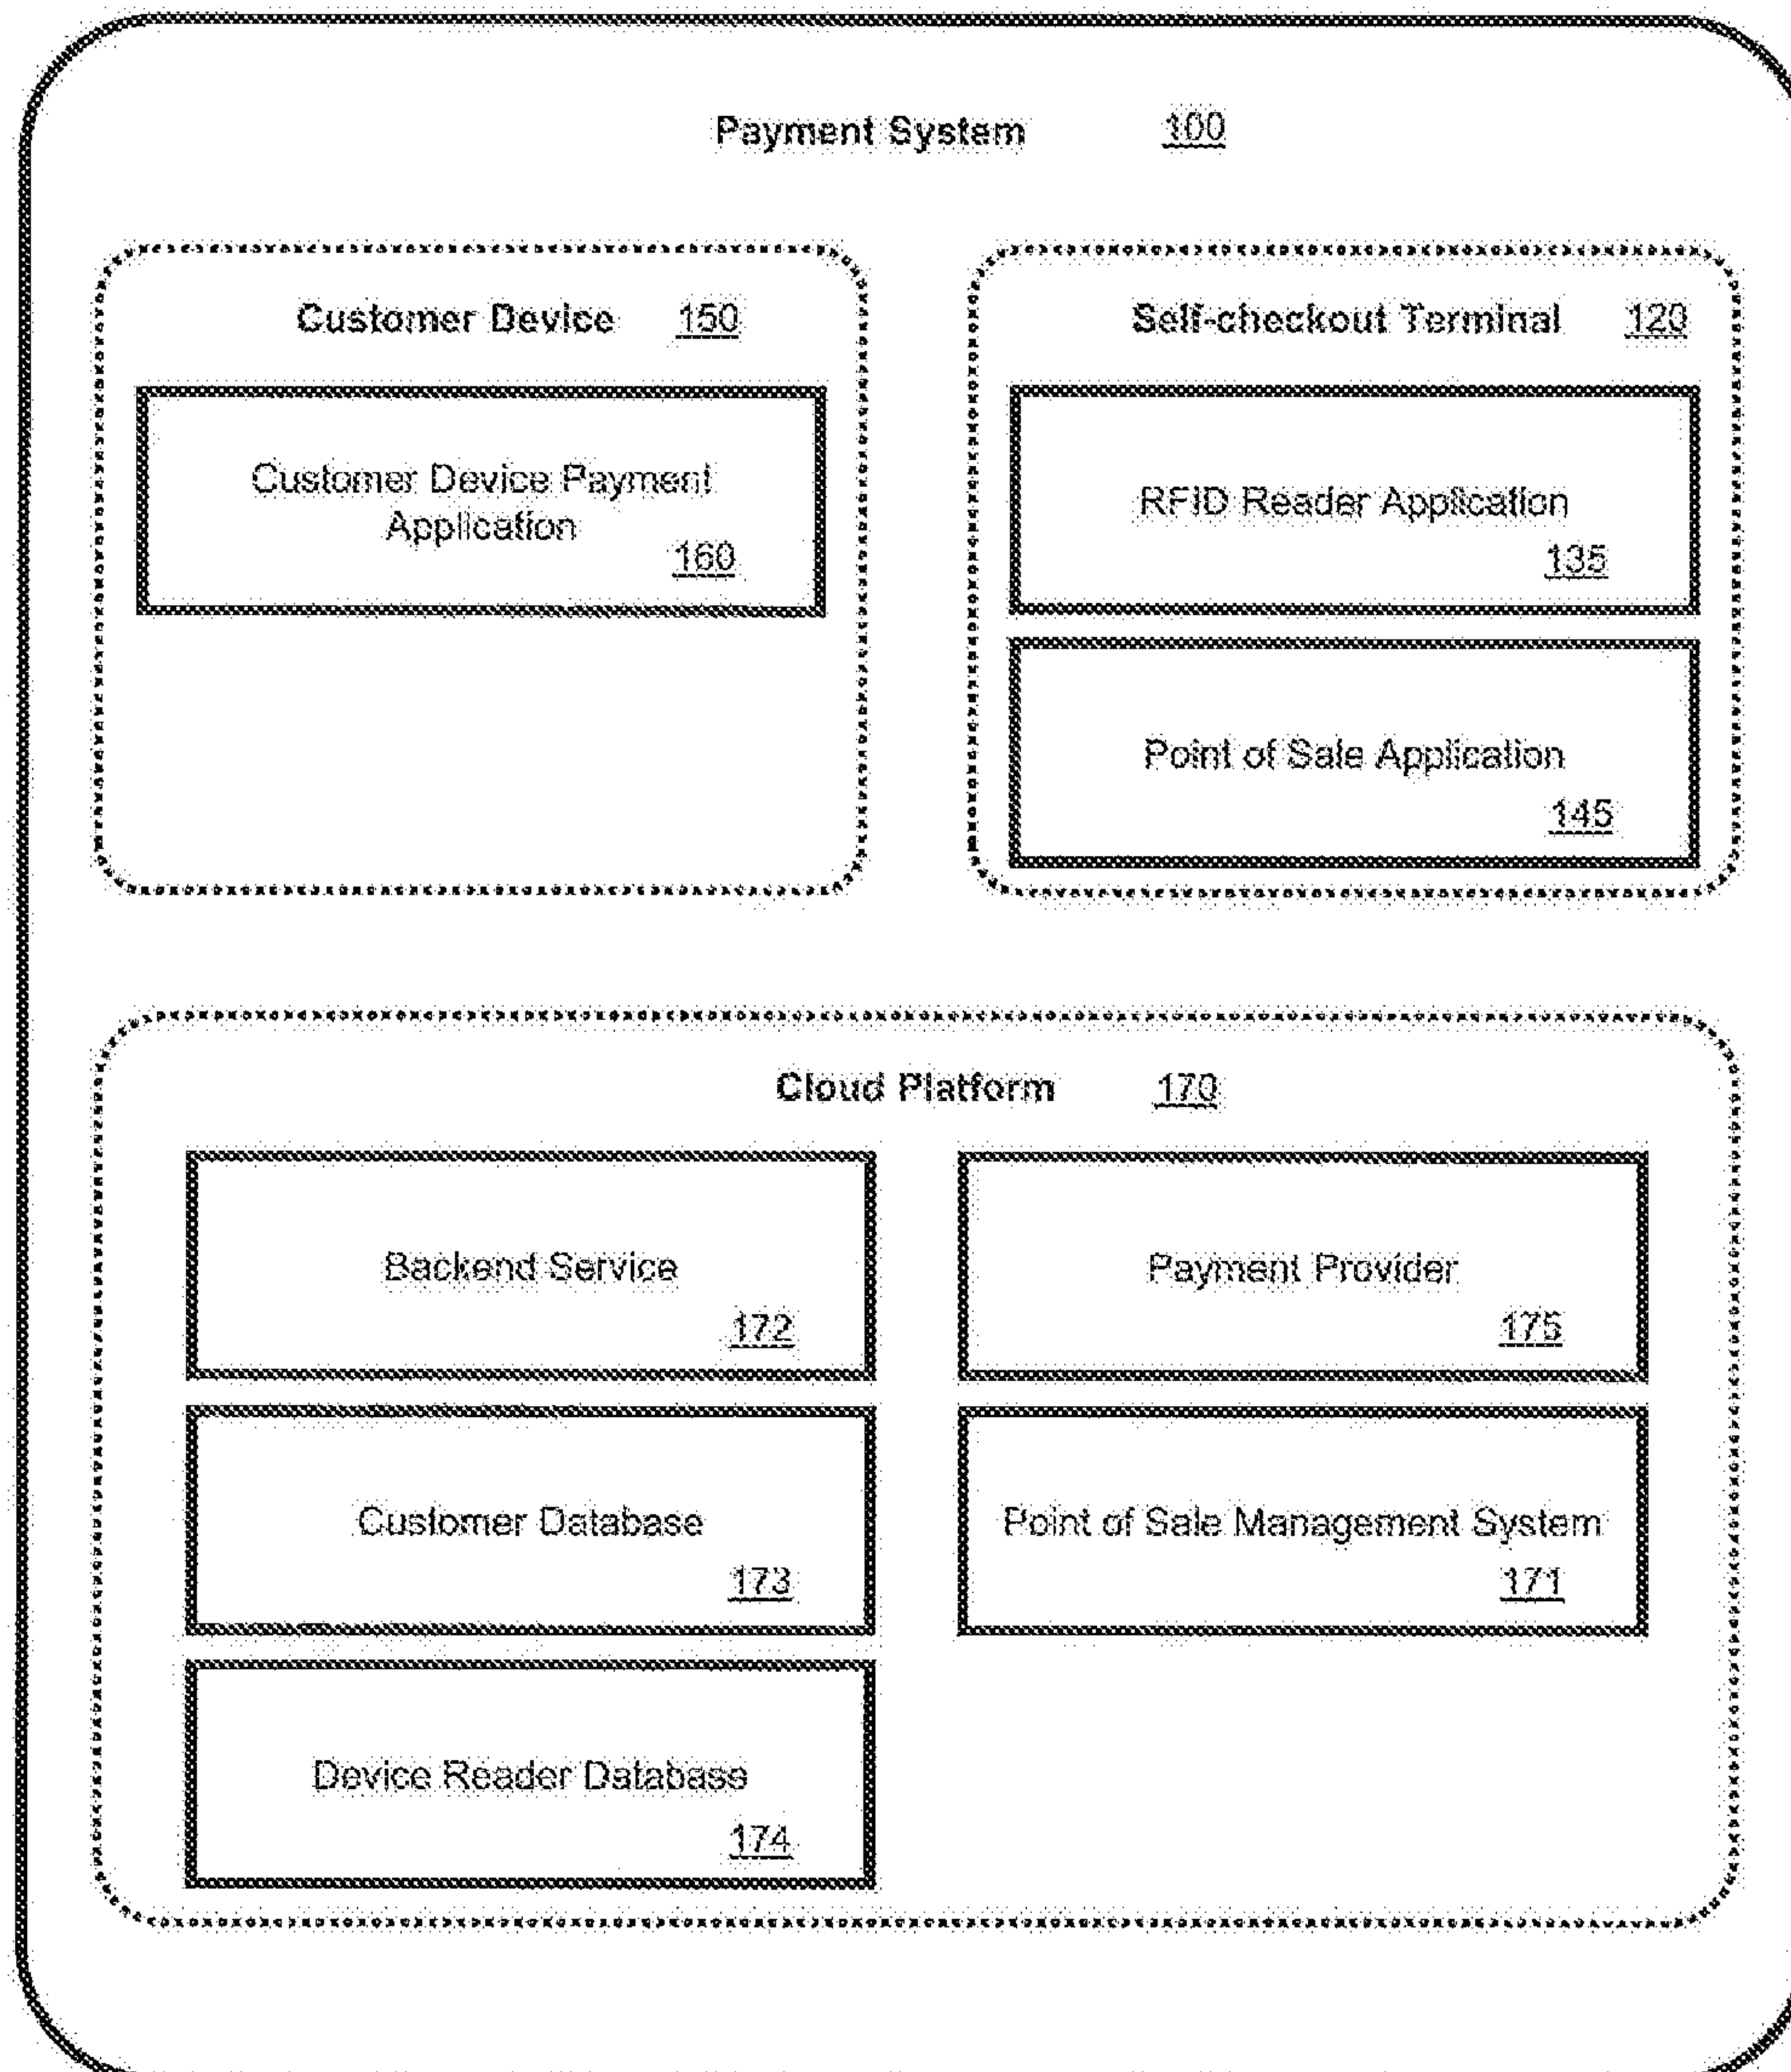 Payment System 100
Customer Device 150
Customer Device Payment
Application
160
Self-checkout Terminal 120
RFID Reader Application
135
Point of Sale Application
145
Cloud Platform 170
Backend Service
172
Payment Provider
175
Customer Database
173
Point of Sale Management System
171
Device Reader Database
174